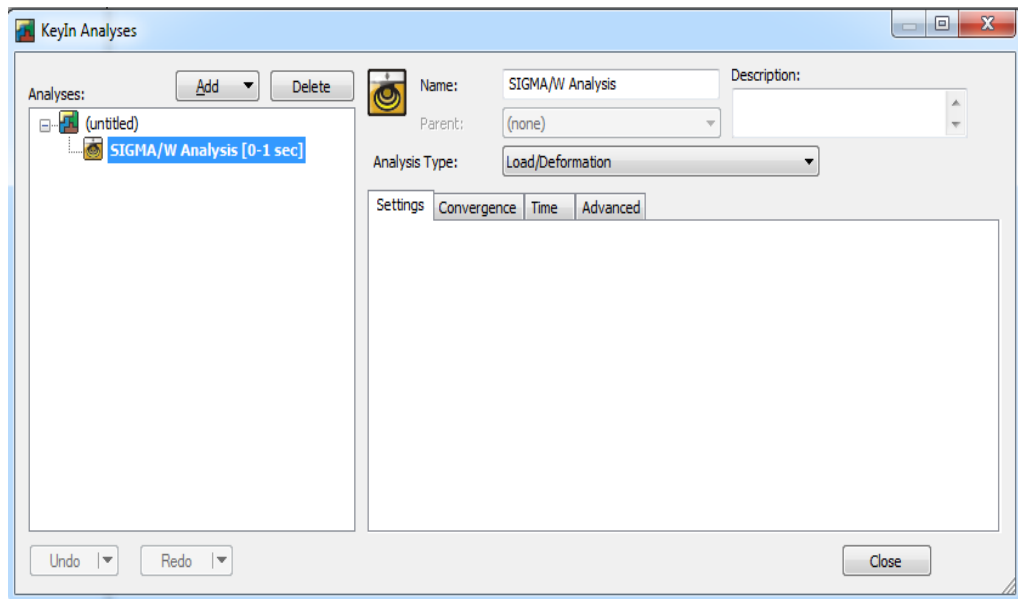 KeyIn Analyses
X
Analyses:
Add
Delete
(untitled)
SIGMA/W Analysis [0-1 sec]
Name:
SIGMA/W Analysis
Description:
Parent:
(none)
Analysis Type:
Load/Deformation
Settings
Convergence
Time
Advanced
Undo
Redo
Close